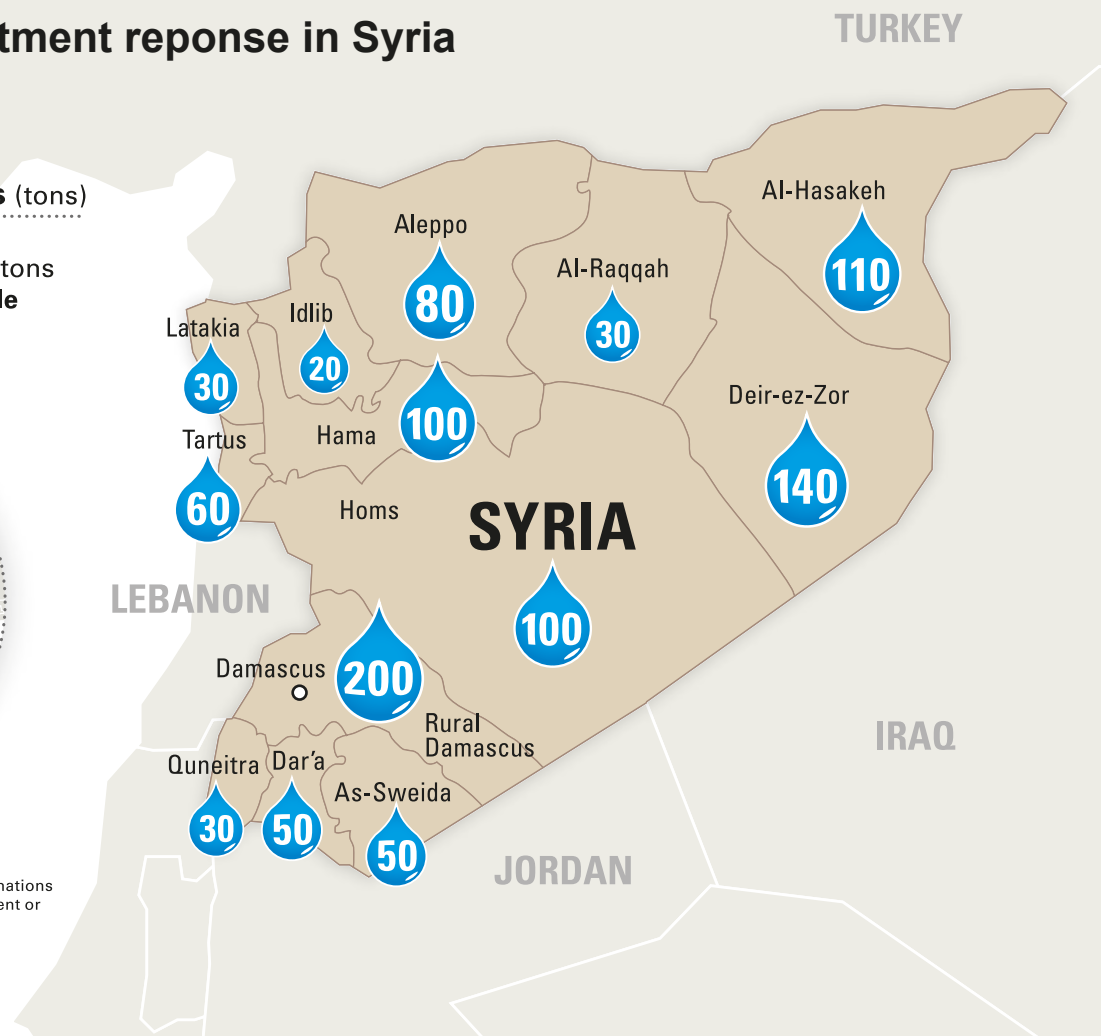 tment reponse in Syria
TURKEY
(tons)
tons
Al-Hasakeh
110
Aleppo
80
Al-Raqqah
30
Idlib
20
Latakia
30
Deir-ez-Zor
140
100
Hama
Tartus
60
Homs
SYRIA
100
LEBANON
Damascus
200
Rural
Damascus
IRAQ
Quneitra
30
Dar’a
50
As-Sweida
50
JORDAN
nations
ent or